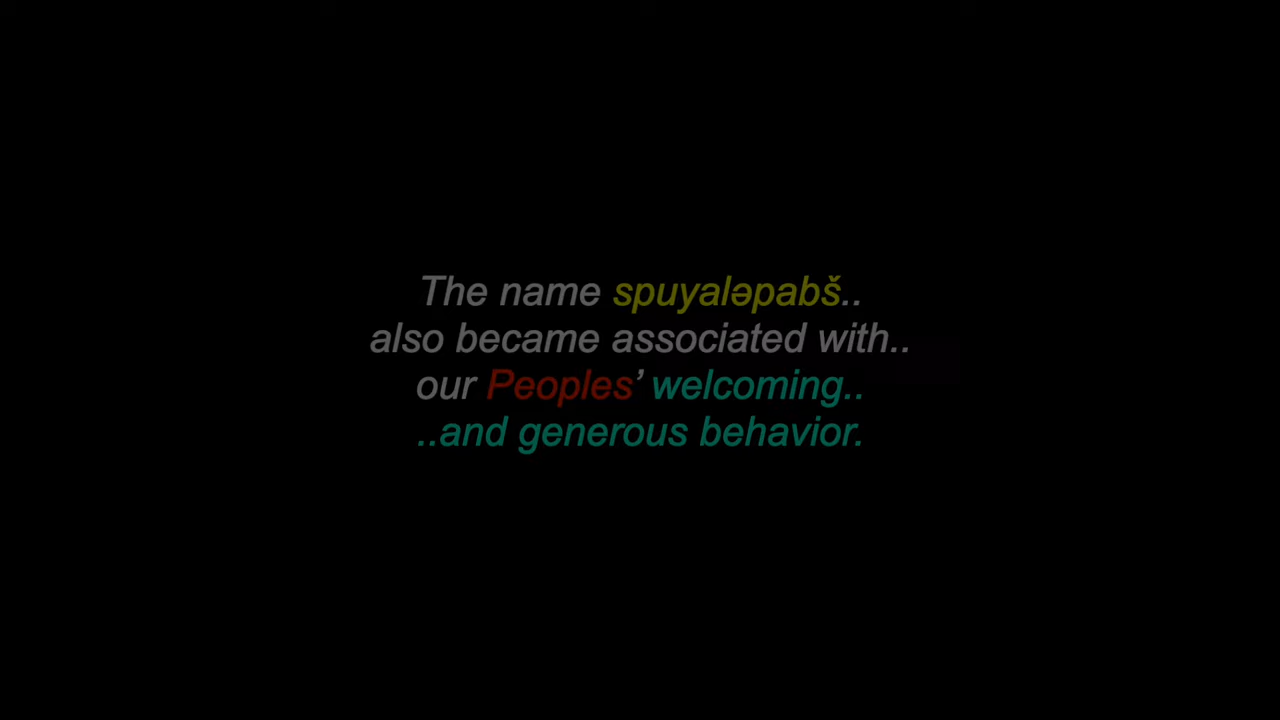 The name spuyaləpabš..
also became associated with..
our Peoples’ welcoming..
..and generous behavior.